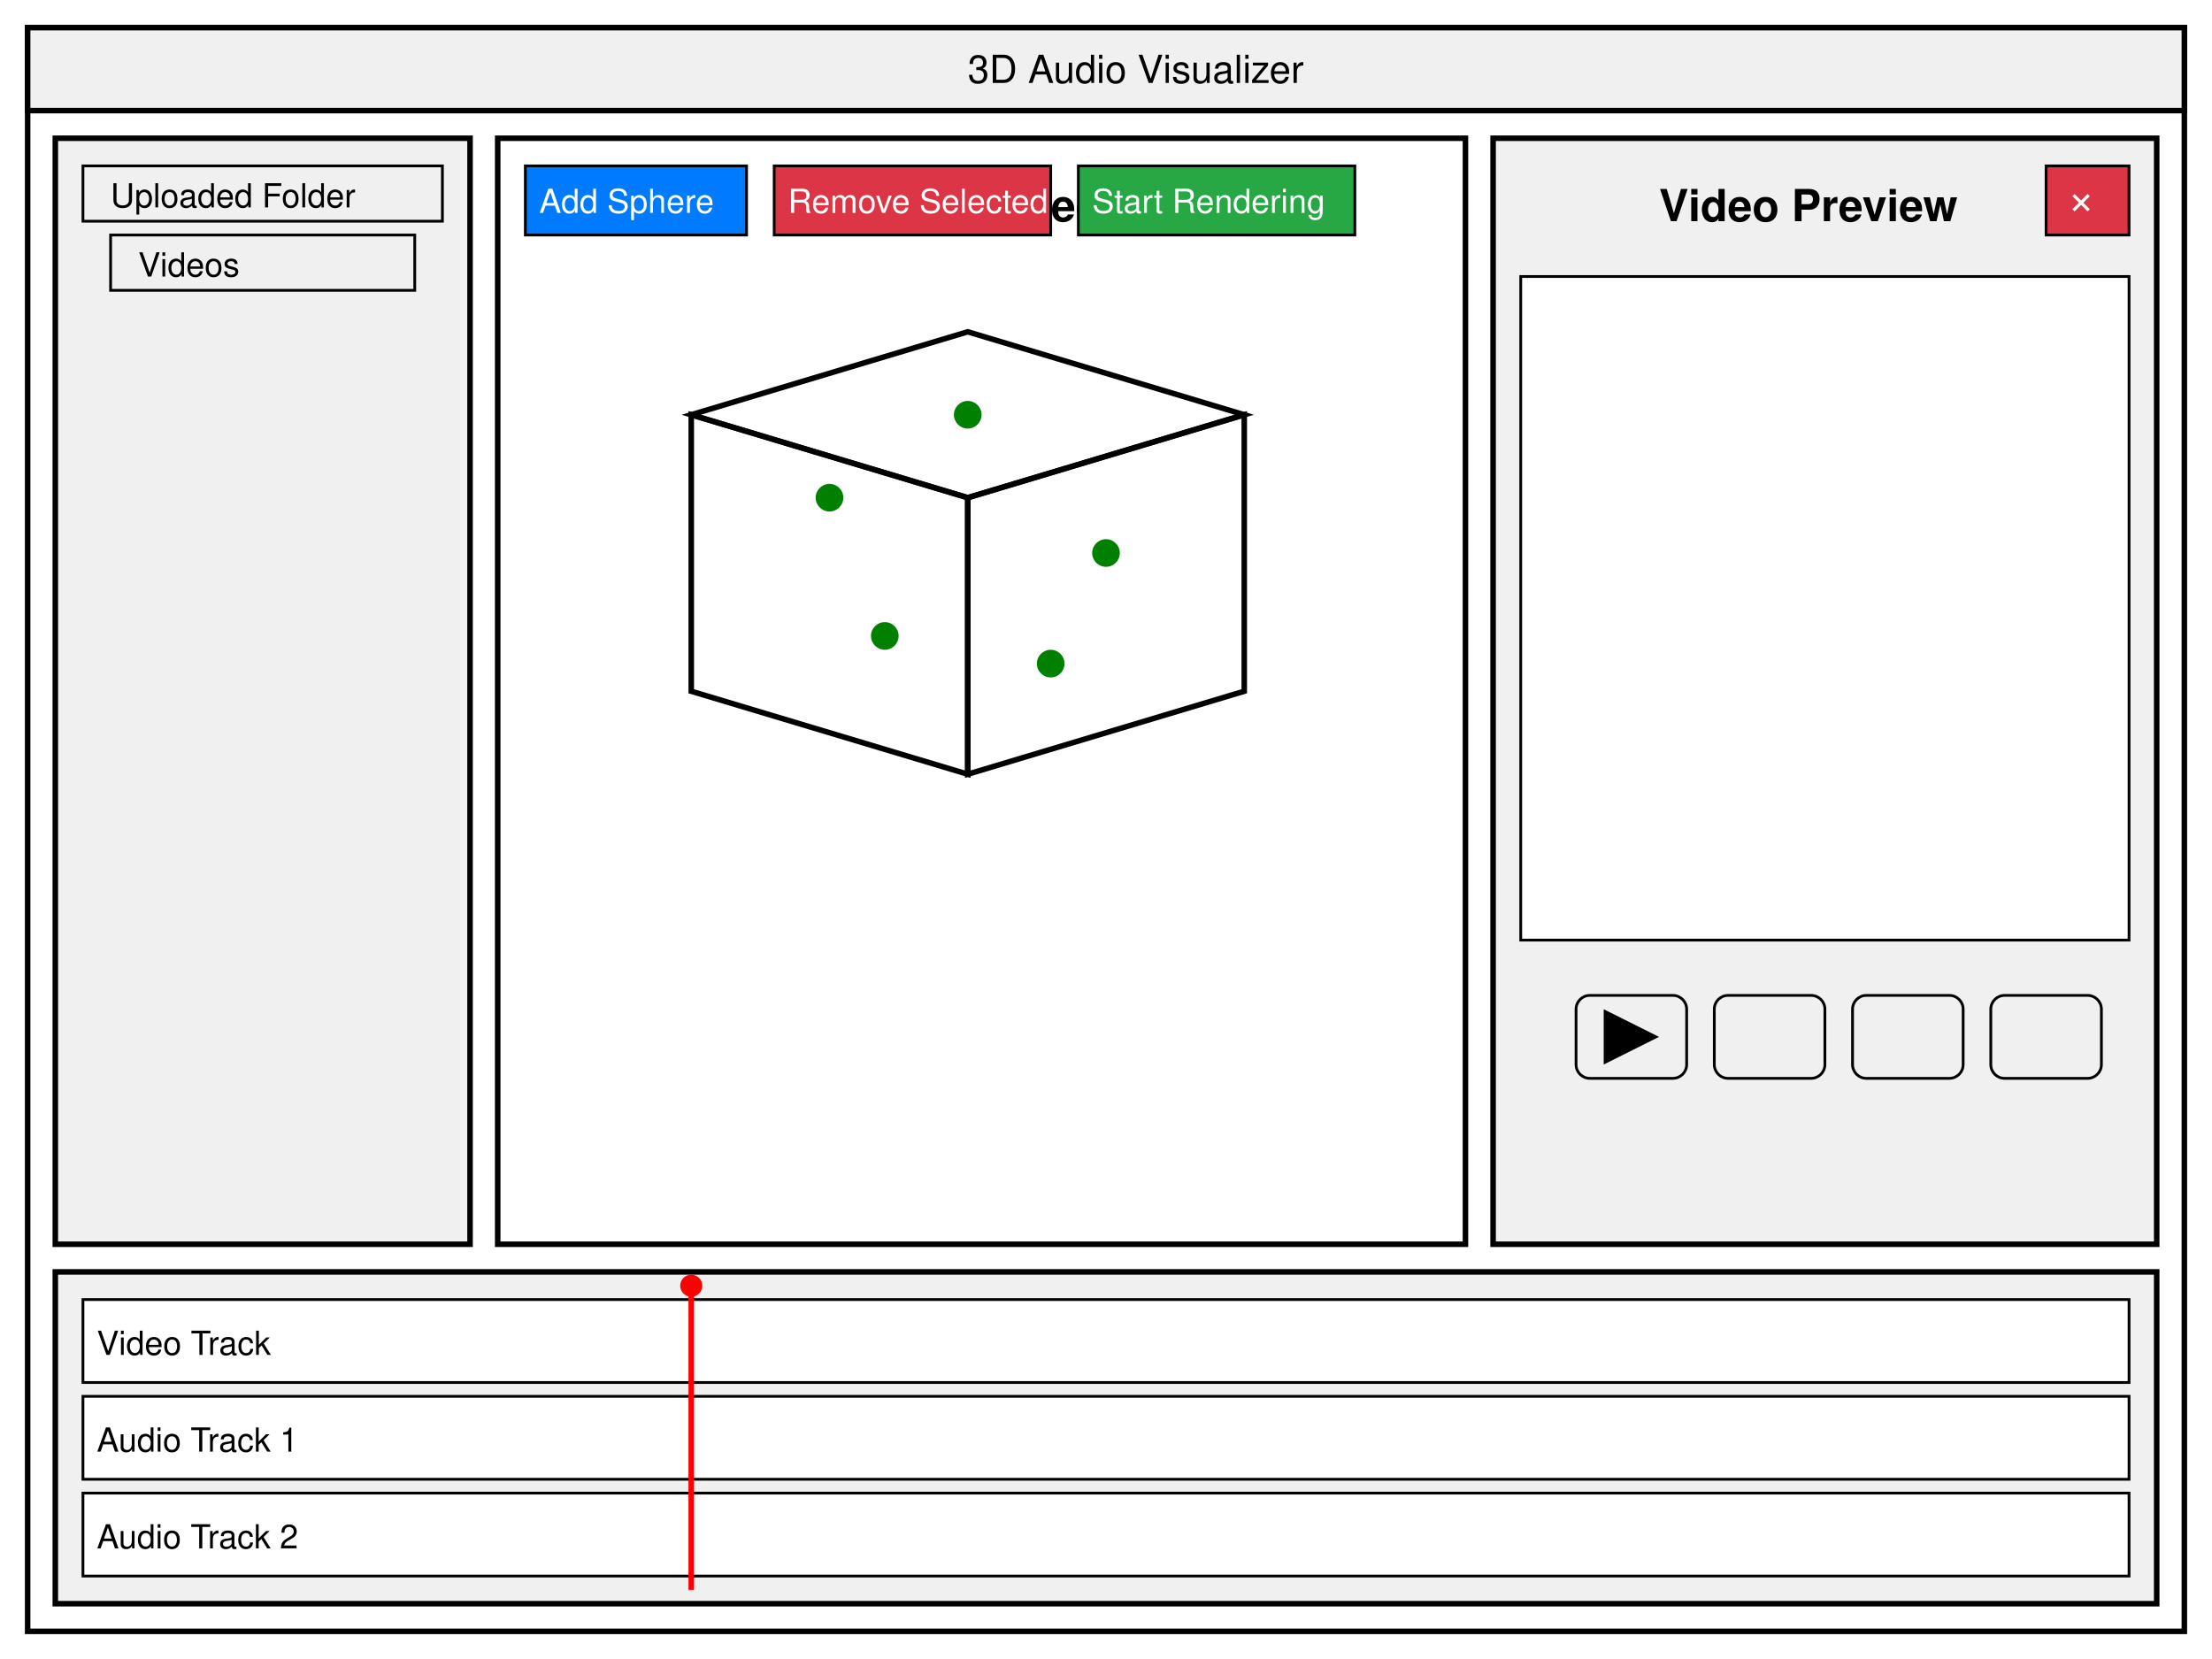 3D Audio Visualizer
Uploaded Folder
Videos
Add Sphere
Remove Selected
e
Start Rendering
Video Preview
×
Video Track
Audio Track 1
Audio Track 2